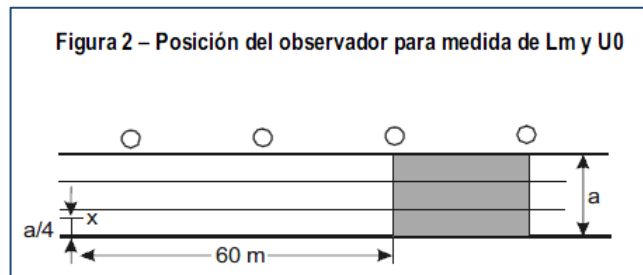 Figura 2 – Posición del observador para medida de Lm y U0
x
a/4
60 m
a